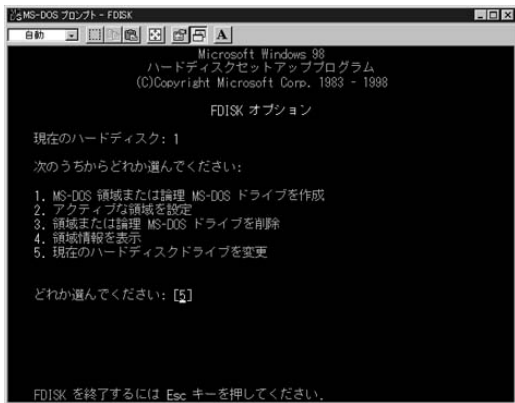 MS-DOS プロンプト - FDISK
自動
A
Microsoft Windows 98
ハードディスクセットアッププログラム
(C)Copyright Microsoft Corp. 1983 - 1998
FDISK オプション
現在のハードディスク: 1
次のうちからどれか選んでください:
1. MS-DOS 領域または論理 MS-DOS ドライブを作成
2. アクティブな領域を設定
3. 領域または論理 MS-DOS ドライブを削除
4. 領域情報を表示
5. 現在のハードディスクドライブを変更
どれか選んでください: [5]
FDISK を終了するには Esc キーを押してください.